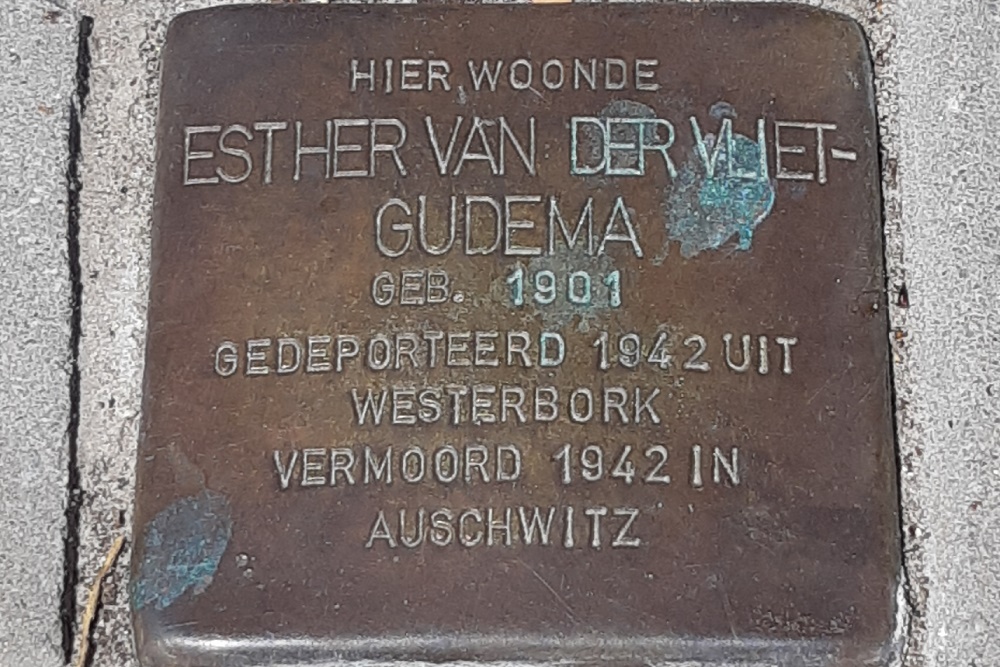 HIER WOONDE
ESTHER VAN DER VLIET-
GUDEMA
GEB. 1901
GEDEPORTEERD 1942 UIT
WESTERBORK
VERMOORD 1942 IN
AUSCHWITZ